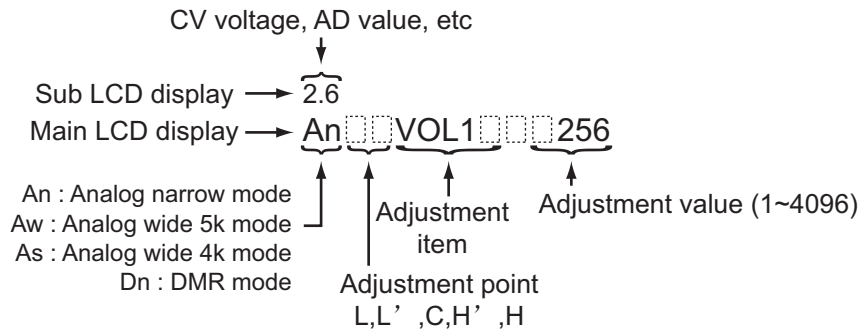 CV voltage, AD value, etc
Sub LCD display 2.6
Main LCD display An VOL1 256
An : Analog narrow mode
Aw : Analog wide 5k mode
As : Analog wide 4k mode
Dn : DMR mode
Adjustment point
L,L’ ,C,H’ ,H
Adjustment
item
Adjustment value (1~4096)